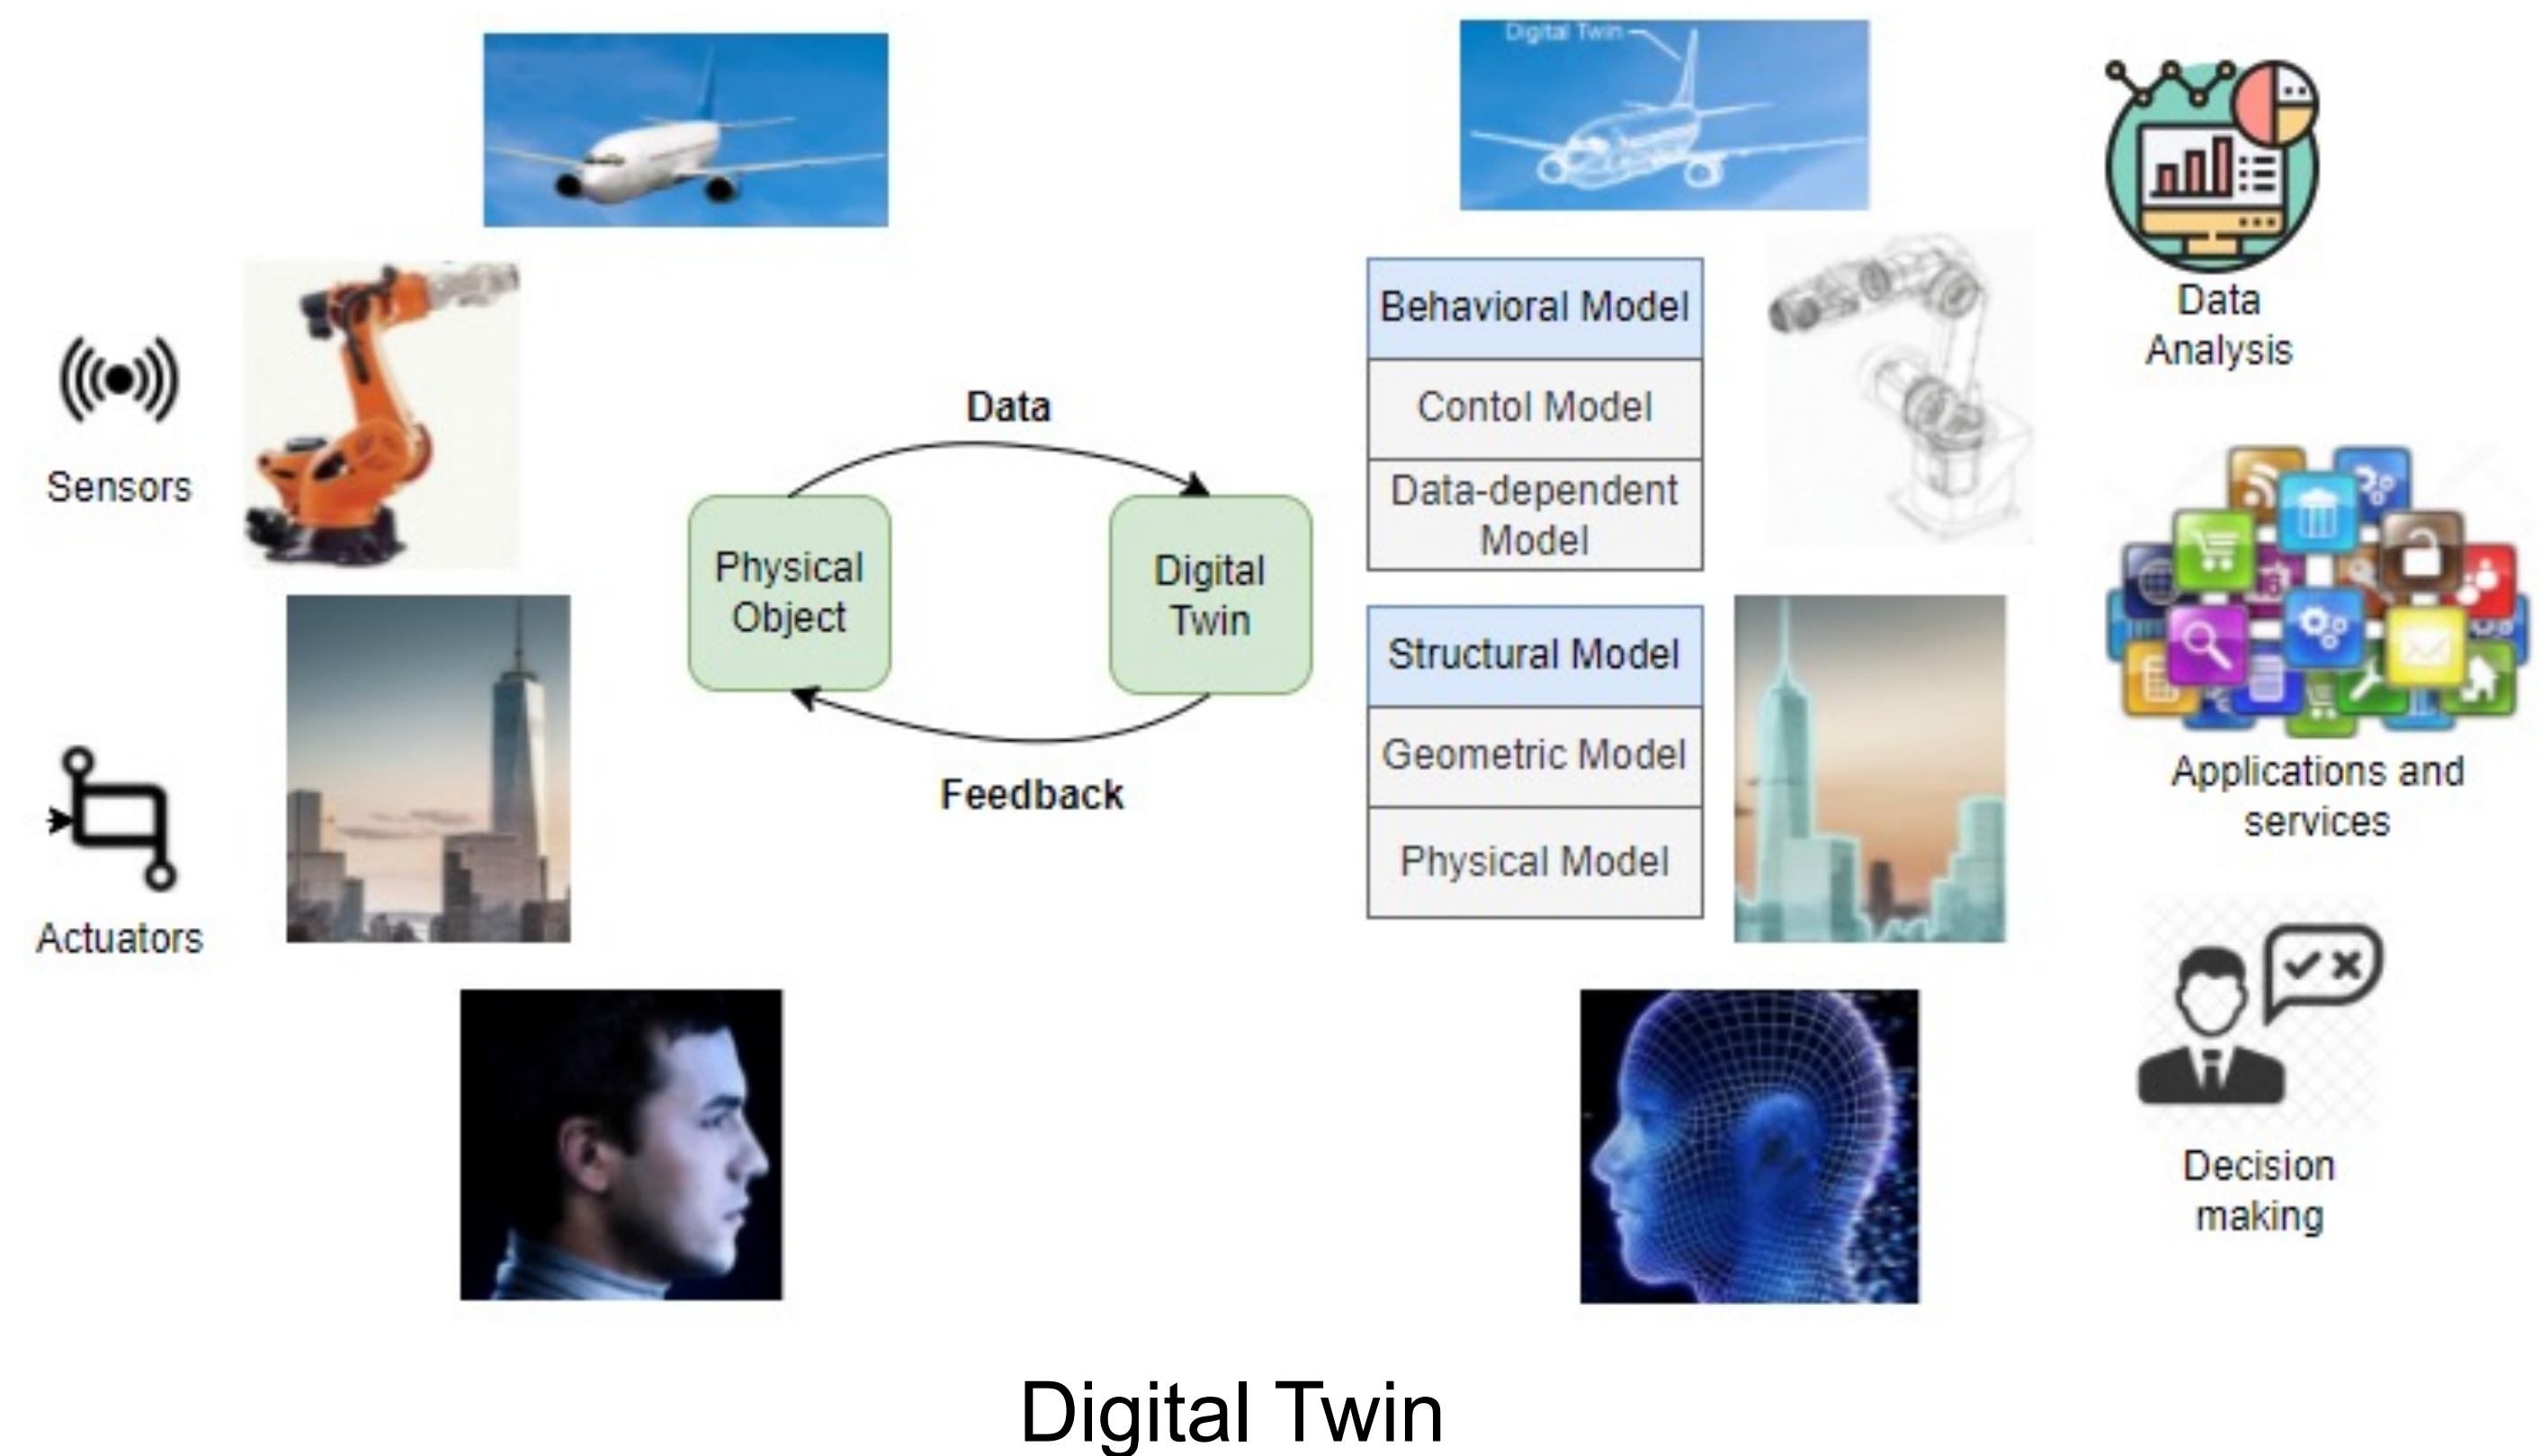 Digital Twin
Behavioral Model
Contol Model
Data-dependent
Model
Structural Model
Geometric Model
Physical Model
Data
Physical
Object
Digital
Twin
Feedback
Sensors
Actuators
Data
Analysis
Applications and
services
Decision
making
Digital Twin